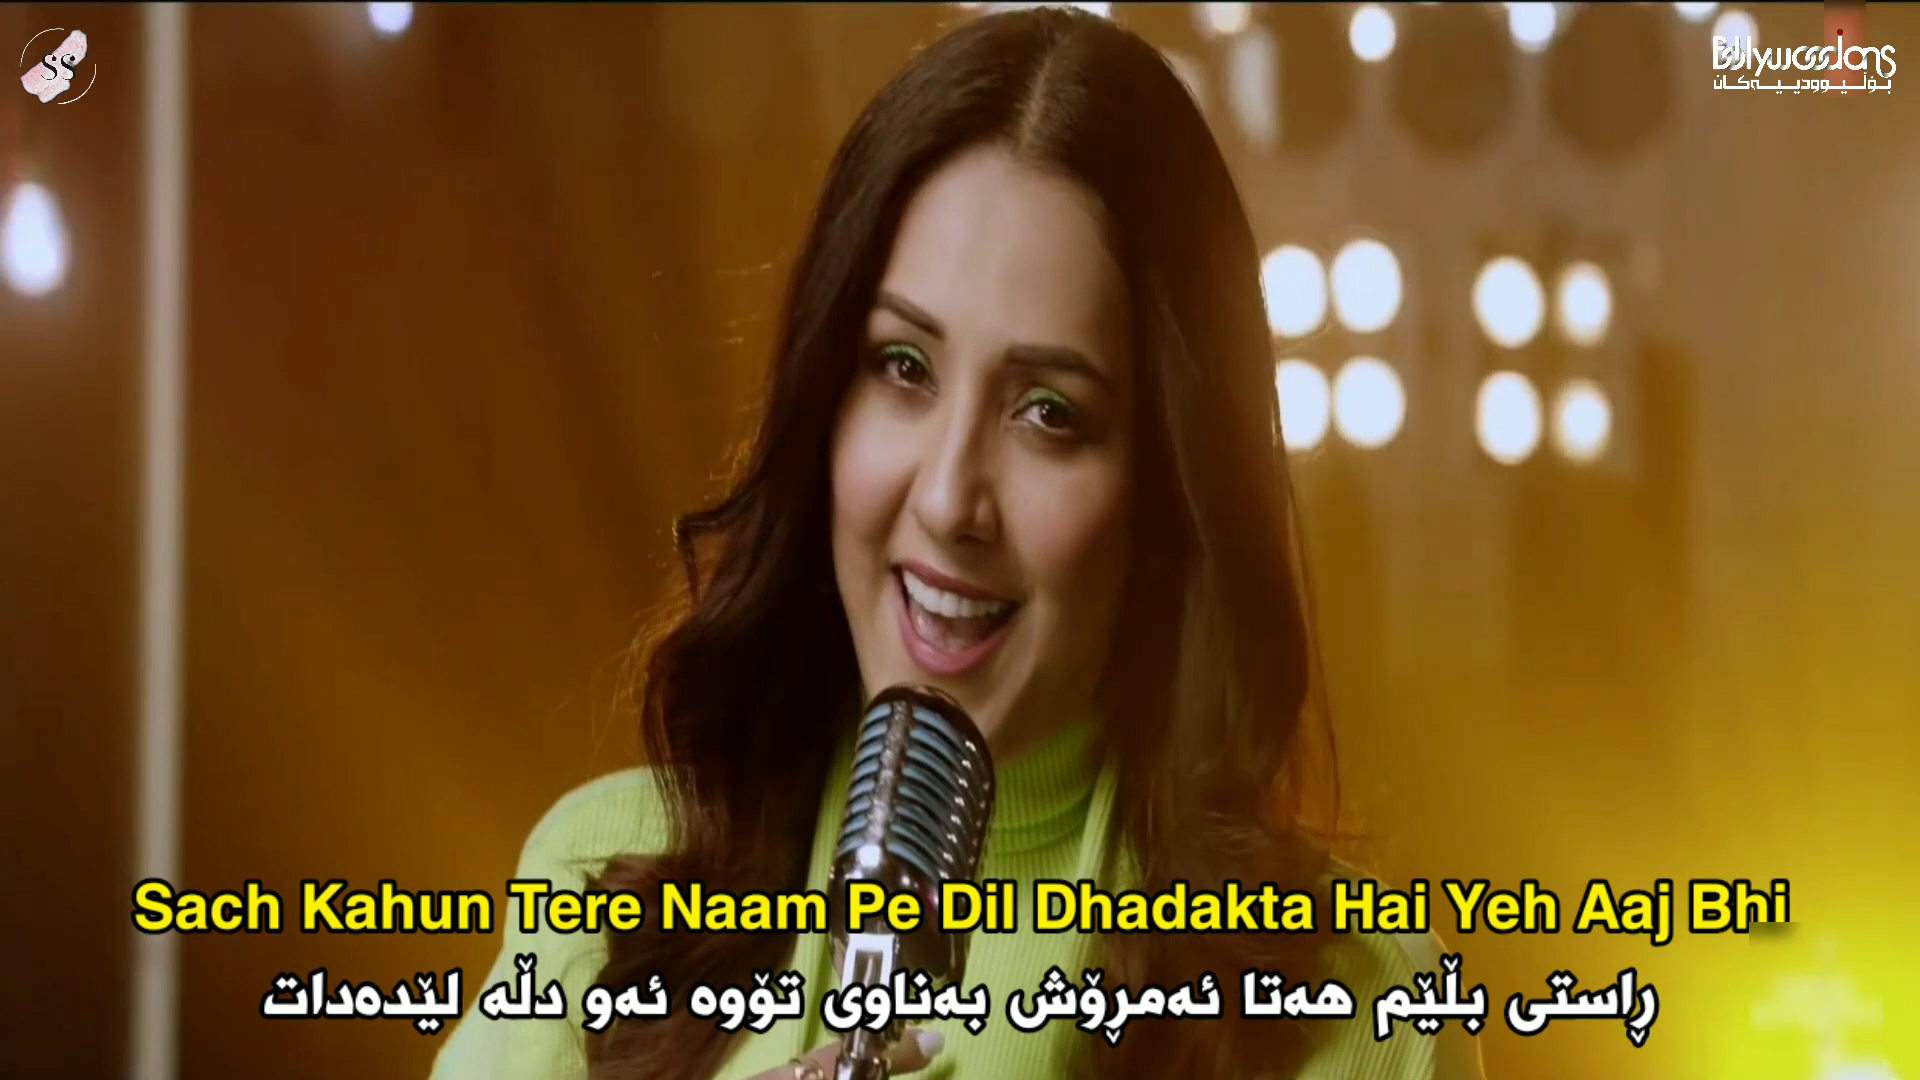 SS
Bollywoodians
بۆلیوودییەکان
Sach Kahun Tere Naam Pe Dil Dhadakta Hai Yeh Aaj Bhi
ڕاستی بڵێم هەتا ئەمڕۆش بەناوی تۆوە ئەو دڵە لێدەدات